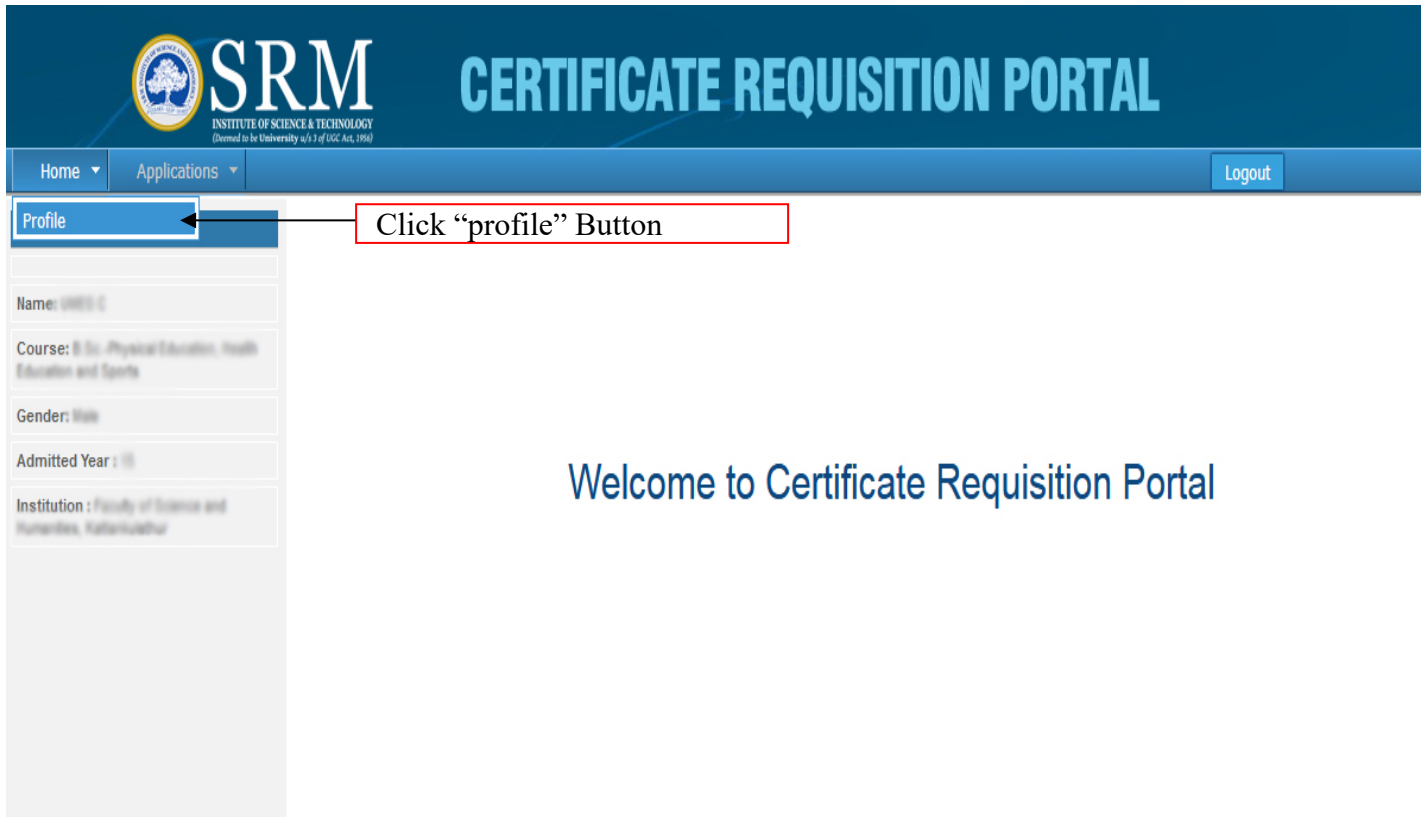 SRM
INSTITUTE OF SCIENCE & TECHNOLOGY
(Deemed to be University u/s 3 of UGC Act, 1956)
CERTIFICATE REQUISITION PORTAL
Home Applications Logout
Profile
Click “profile” Button
Name:
Course:
Gender:
Admitted Year :
Institution :
Welcome to Certificate Requisition Portal